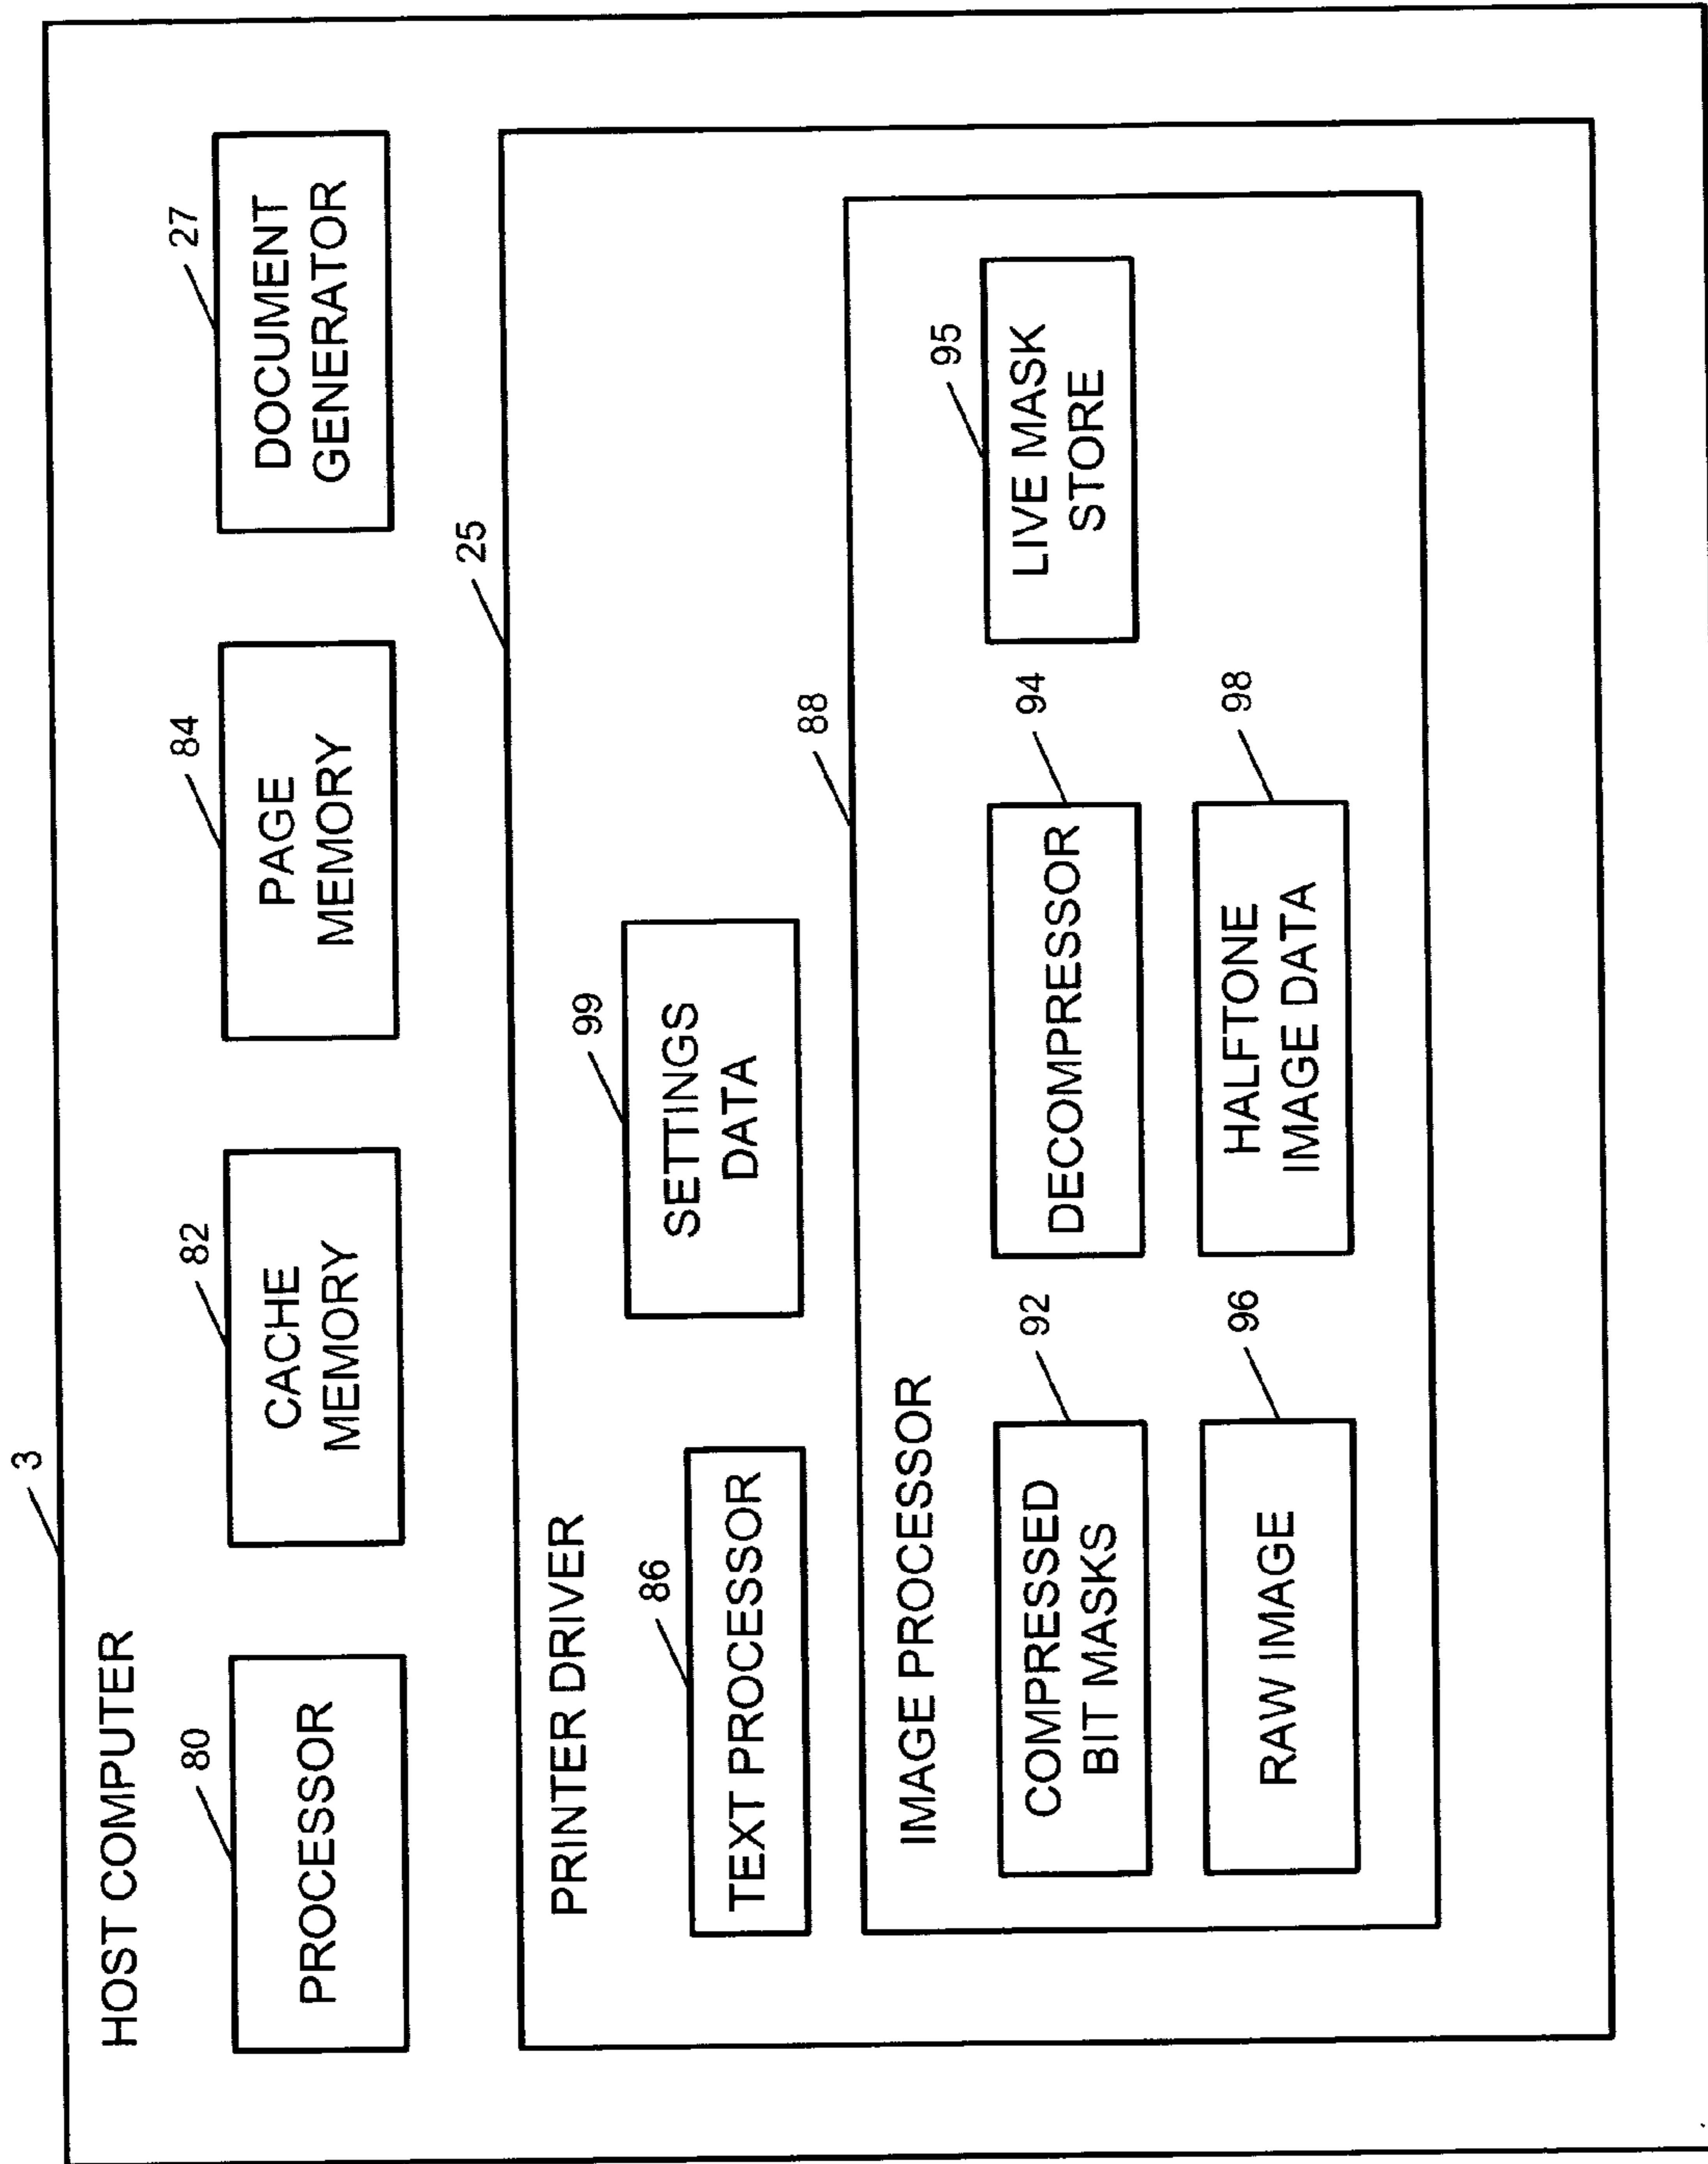 3
HOST COMPUTER
80
PROCESSOR
82
CACHE
MEMORY
84
PAGE
MEMORY
27
DOCUMENT
GENERATOR
25
PRINTER DRIVER
86
TEXT PROCESSOR
99
SETTINGS
DATA
88
IMAGE PROCESSOR
92
COMPRESSED
BIT MASKS
94
DECOMPRESSOR
95
LIVE MASK
STORE
96
RAW IMAGE
98
HALFTONE
IMAGE DATA